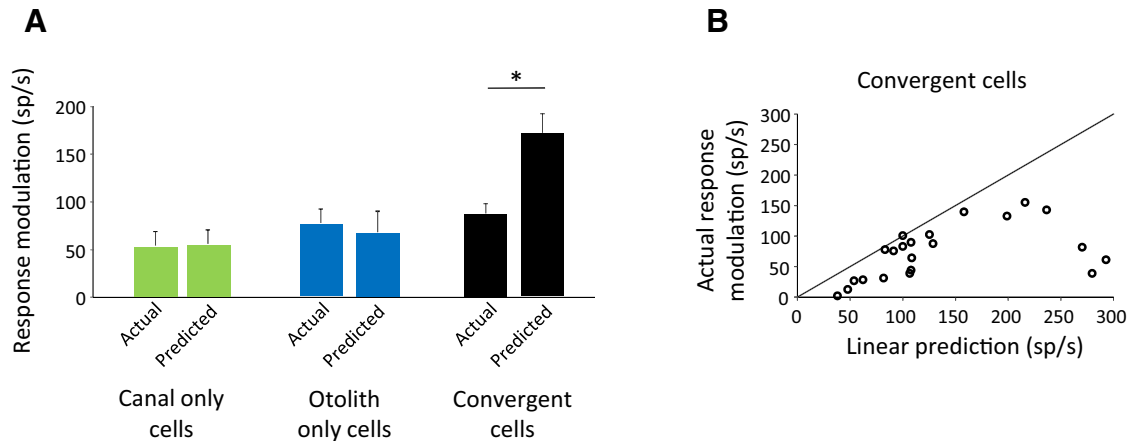 A
Response modulation (sp/s)
200
150
100
50
0
*
Actual
Predicted
Actual
Predicted
Actual
Predicted
Canal only
cells
Otolith
only cells
Convergent
cells
B
Convergent cells
Actual response
modulation (sp/s)
300
250
200
150
100
50
0
0
50
100
150
200
250
300
Linear prediction (sp/s)